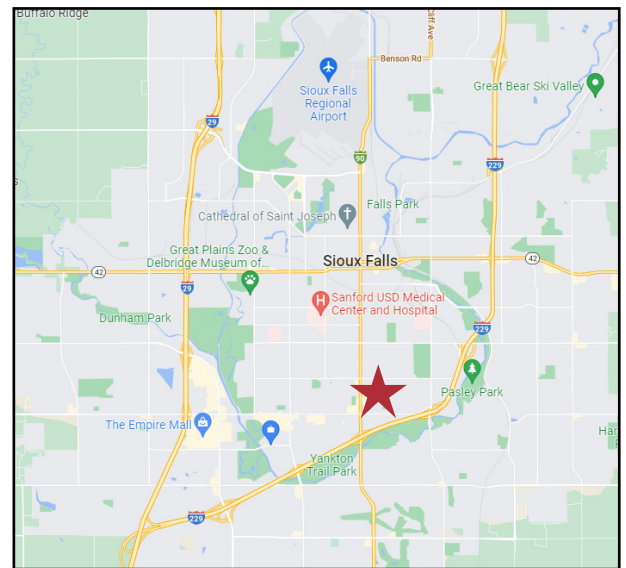 Buffalo Ridge
Cliff Ave
Benson Rd
Sioux Falls
Regional
Airport
Great Bear Ski Valley
29
90
229
Falls Park
Cathedral of Saint Joseph
Great Plains Zoo &
Delbridge Museum of...
Sioux Falls
42
42
29
Sanford USD Medical
Center and Hospital
H
Dunham Park
229
Pasley Park
The Empire Mall
Yankton
Trail Park
Har
229